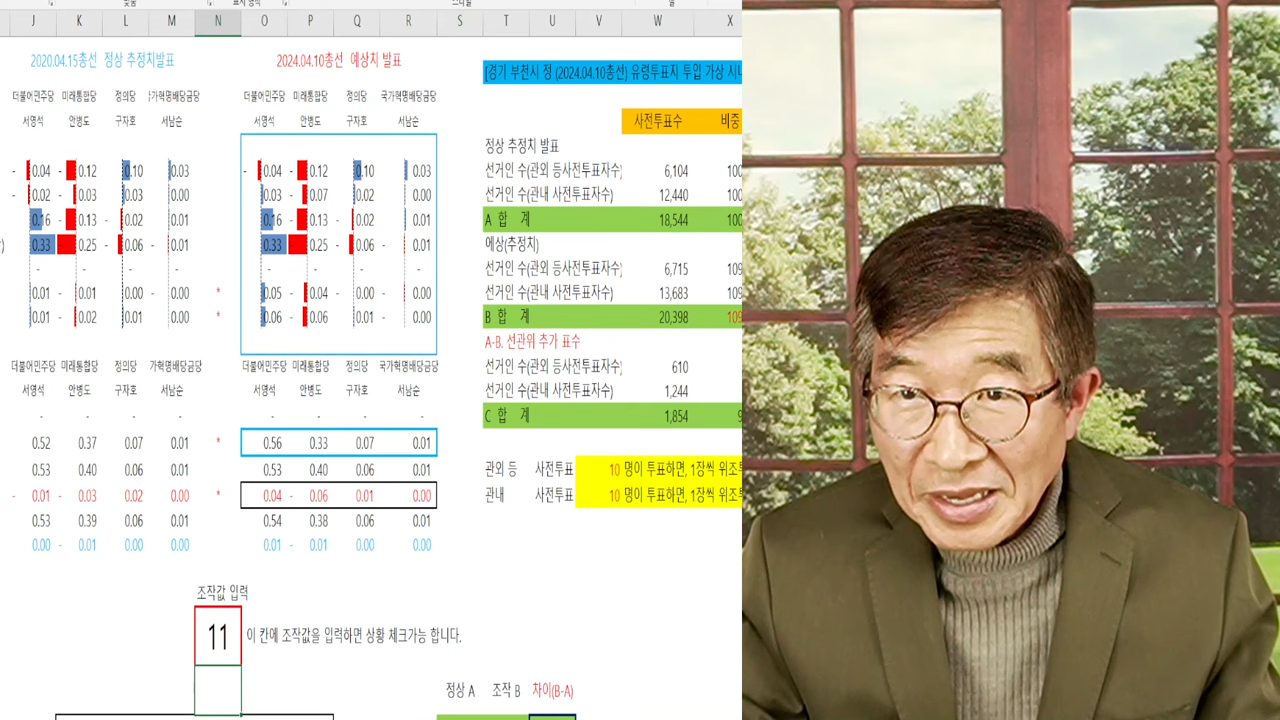 J K L M N O P Q R S T U V W X
2020.04.15총선 정상 추정치발표
2024.04.10총선 예상치 발표
[경기 부천시 정 (2024.04.10총선) 유령투표지 투입 가상 시나
더불어민주당 미래통합당 정의당 가혁명배당금당 더불어민주당 미래통합당 정의당 국가혁명배당금당
서영석 안병도 구자호 서남순 서영석 안병도 구자호 서남순
사전투표수 비중
정상 추정치 발표
- 0.04 - 0.12 0.10 0.03 - 0.04 - 0.12 0.10 0.03
선거인 수(관외 등사전투표자수) 6,104 100
- 0.02 - 0.03 0.03 0.00 0.03 - 0.07 0.02 0.00
선거인 수(관내 사전투표자수) 12,440 100
0.16 - 0.13 - 0.02 0.01 0.16 - 0.13 - 0.02 0.01
A 합 계 18,544 100
0.33 - 0.25 - 0.06 - 0.01 0.33 - 0.25 - 0.06 - 0.01
예상(추정치)
- - - - - - - -
선거인 수(관외 등사전투표자수) 6,715 109
0.01 - 0.01 0.00 - 0.00 * 0.05 - 0.04 - 0.00 - 0.00
선거인 수(관내 사전투표자수) 13,683 109
0.01 - 0.02 0.01 0.00 * 0.06 - 0.06 0.01 0.00
B 합 계 20,398 109
A-B. 선관위 추가 표수
더불어민주당 미래통합당 정의당 가혁명배당금당 더불어민주당 미래통합당 정의당 국가혁명배당금당
선거인 수(관외 등사전투표자수) 610
서영석 안병도 구자호 서남순 서영석 안병도 구자호 서남순
선거인 수(관내 사전투표자수) 1,244
- - - - - - - -
C 합 계 1,854 9
0.52 0.37 0.07 0.01 * 0.56 0.33 0.07 0.01
0.53 0.40 0.06 0.01 0.53 0.40 0.06 0.01
관외 등 사전투표 10 명이 투표하면, 1장씩 위조투
- 0.01 - 0.03 0.02 0.00 * 0.04 - 0.06 0.01 0.00
관내 사전투표 10 명이 투표하면, 1장씩 위조투
0.53 0.39 0.06 0.01 0.54 0.38 0.06 0.01
0.00 - 0.01 0.00 0.00 0.01 - 0.01 0.00 0.00
조작값 입력
11 이 칸에 조작값을 입력하면 상황 체크가능 합니다.
정상 A 조작 B 차이(B-A)